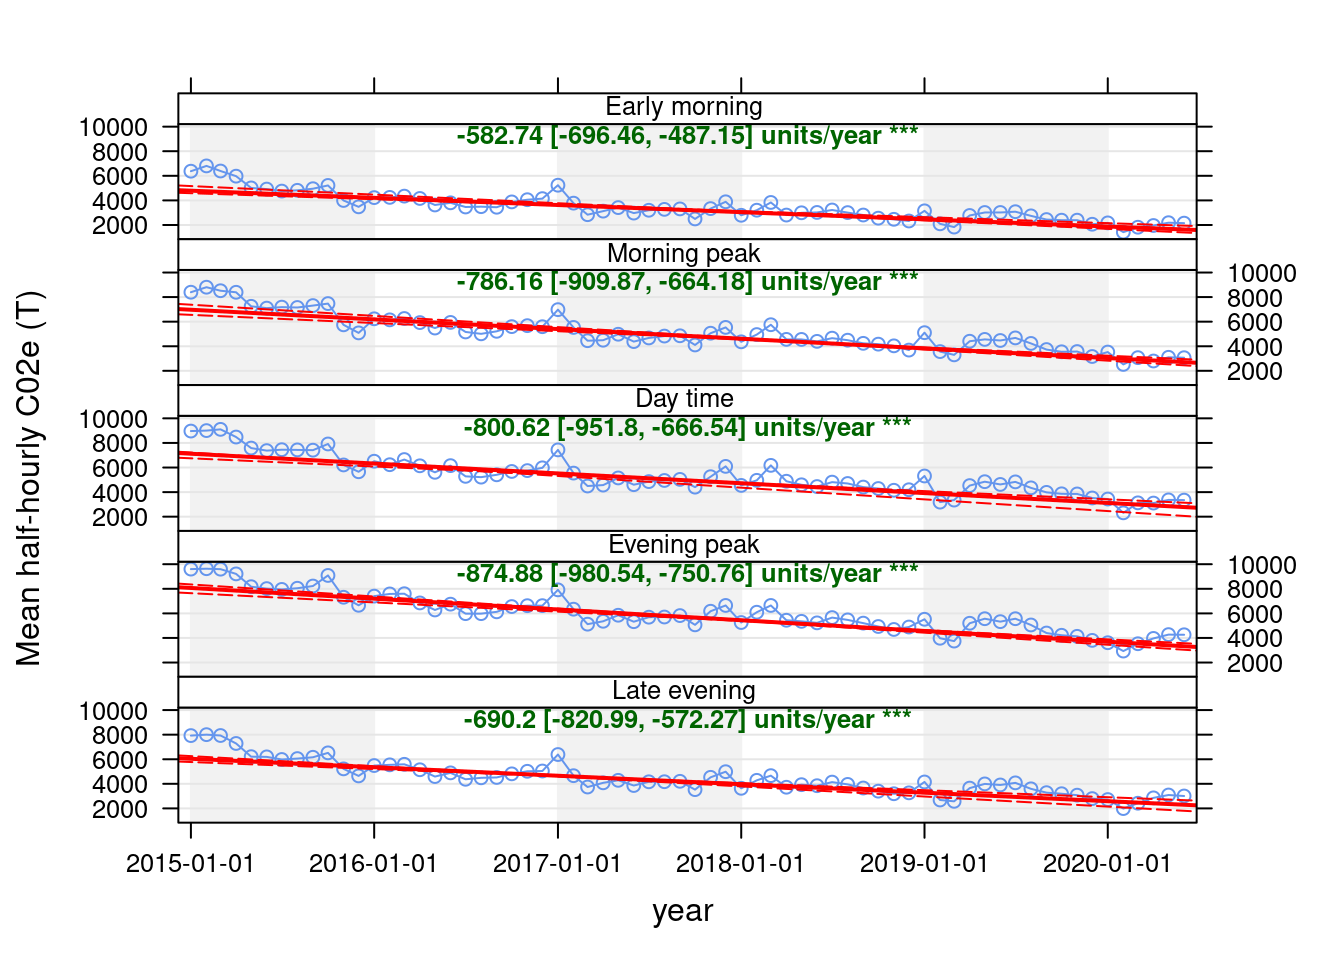 Early morning
-582.74 [-696.46, -487.15] units/year ***
10000
8000
6000
4000
2000
Morning peak
-786.16 [-909.87, -664.18] units/year ***
10000
8000
6000
4000
2000
Day time
-800.62 [-951.8, -666.54] units/year ***
10000
8000
6000
4000
2000
Evening peak
-874.88 [-980.54, -750.76] units/year ***
10000
8000
6000
4000
2000
Late evening
-690.2 [-820.99, -572.27] units/year ***
10000
8000
6000
4000
2000
Mean half-hourly C02e (T)
2015-01-01 2016-01-01 2017-01-01 2018-01-01 2019-01-01 2020-01-01
year